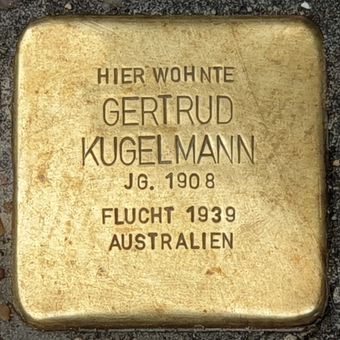 HIER WOHNTE
GERTRUD
KUGELMANN
JG. 1908
FLUCHT 1939
AUSTRALIEN